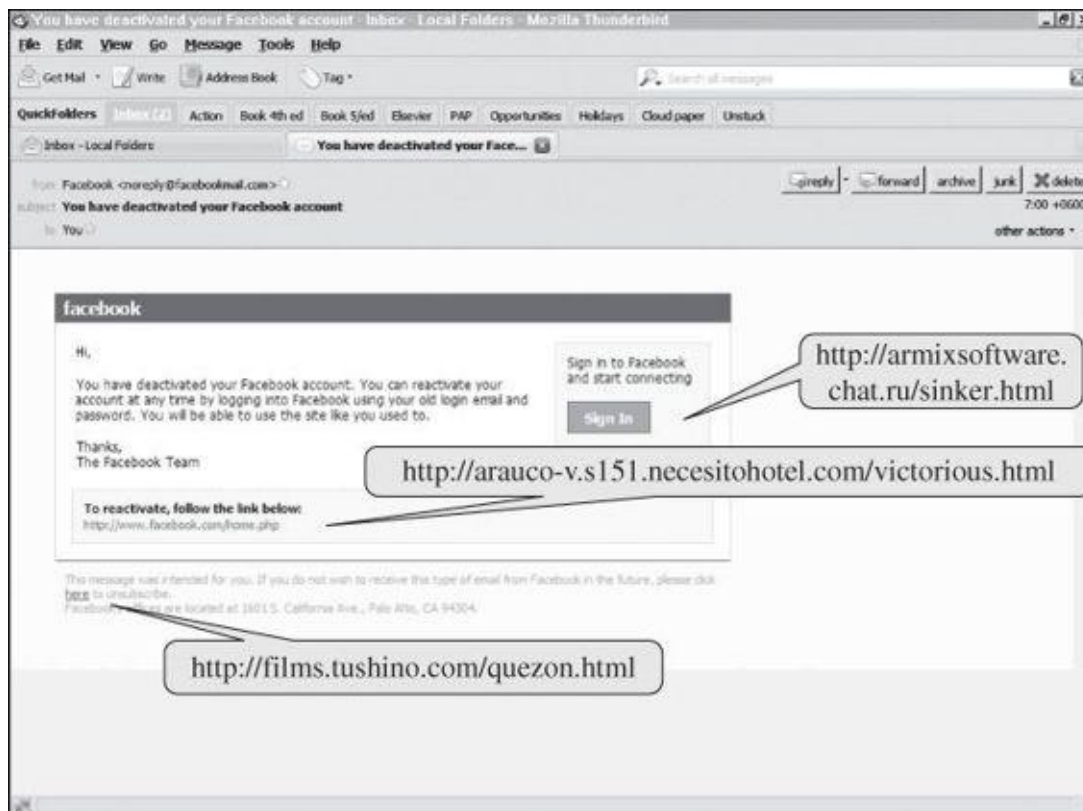 You have deactivated your Facebook account - Inbox - Local Folders - Mozilla Thunderbird
File Edit View Go Message Tools Help
Get Mail Write Address Book Tag Search all messages
QuickFolders Inbox (2) Action Book 4th ed Book 5/ed Elsevier PAP Opportunities Holidays Cloud paper Unstuck
Inbox - Local Folders You have deactivated your Face...
from Facebook <noreply@facebookmail.com> reply forward archive junk delete
subject You have deactivated your Facebook account 7:00 +0600
to You other actions
facebook
Hi,
You have deactivated your Facebook account. You can reactivate your
account at any time by logging into Facebook using your old login email and
password. You will be able to use the site like you used to.
Thanks,
The Facebook Team
Sign in to Facebook
and start connecting
Sign In
http://armixsoftware.
chat.ru/sinker.html
http://arauco-v.s151.necesitohotel.com/victorious.html
To reactivate, follow the link below:
http://www.facebook.com/home.php
This message was intended for you. If you do not wish to receive this type of email from Facebook in the future, please click
here to unsubscribe.
Facebook's offices are located at 1601 S. California Ave., Palo Alto, CA 94304.
http://films.tushino.com/quezon.html